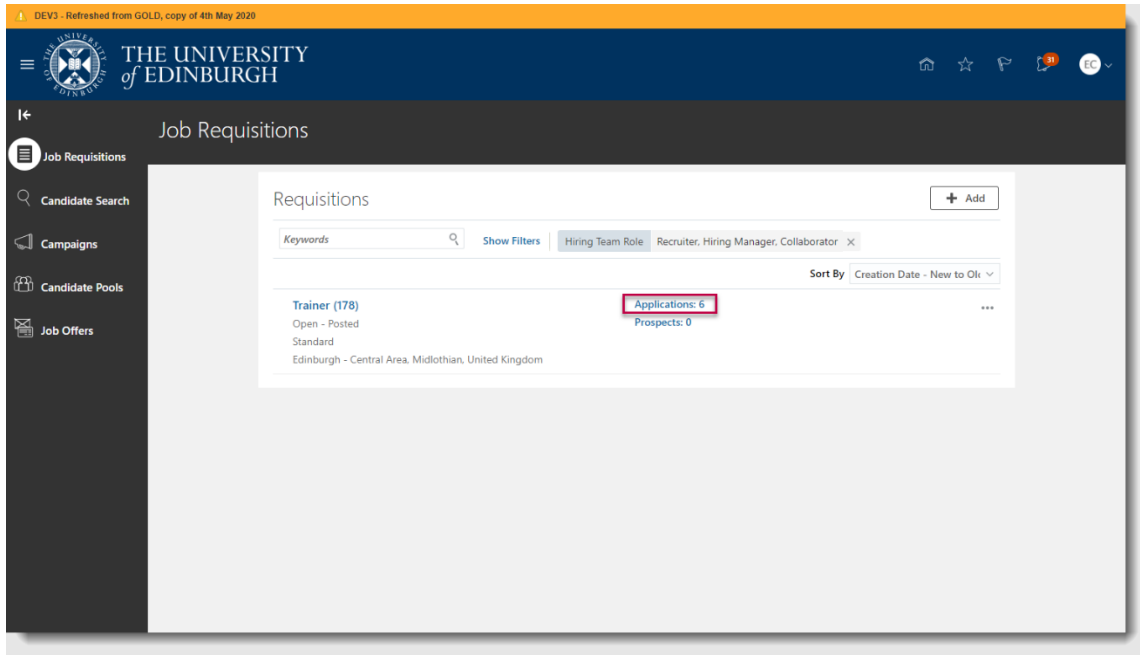 DEV3 - Refreshed from GOLD, copy of 4th May 2020
THE UNIVERSITY
of EDINBURGH
31
EC
Job Requisitions
Job Requisitions
Candidate Search
Campaigns
Candidate Pools
Job Offers
Requisitions
Add
Keywords
Show Filters
Hiring Team Role Recruiter, Hiring Manager, Collaborator
Sort By Creation Date - New to Ol
Trainer (178)
Applications: 6
Open - Posted
Prospects: 0
Standard
Edinburgh - Central Area, Midlothian, United Kingdom